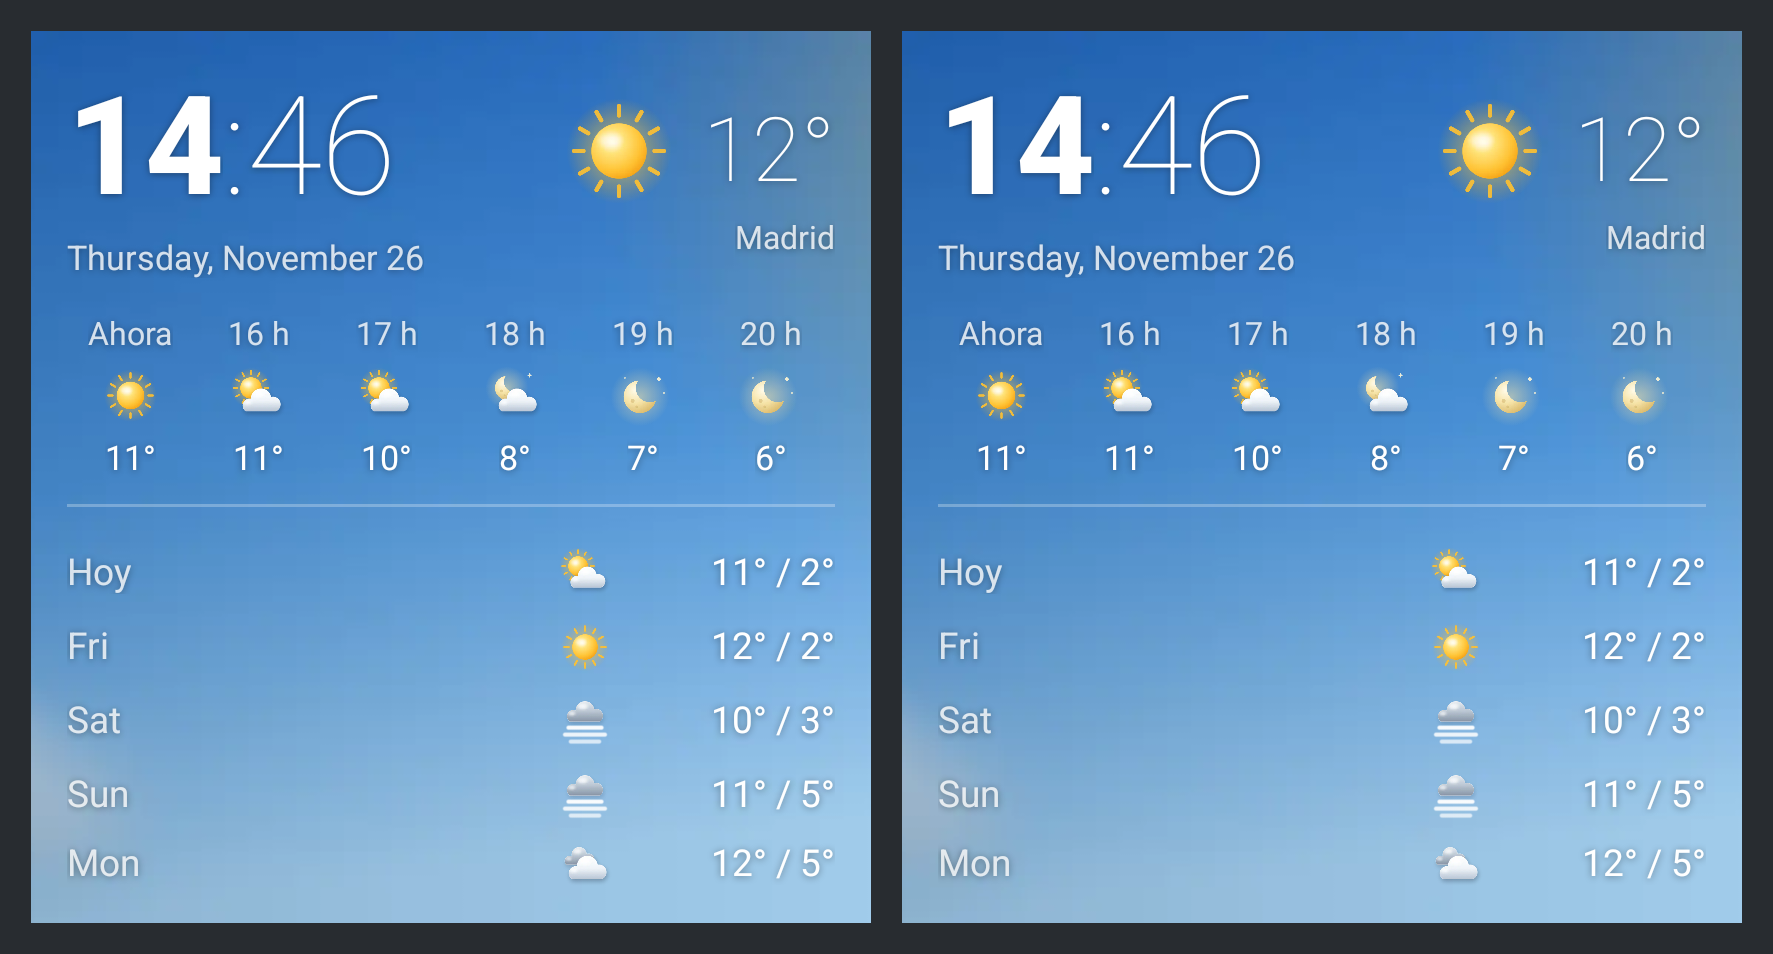 14:46
12°
Madrid
Thursday, November 26
Ahora 16 h 17 h 18 h 19 h 20 h
11° 11° 10° 8° 7° 6°
Hoy 11° / 2°
Fri 12° / 2°
Sat 10° / 3°
Sun 11° / 5°
Mon 12° / 5°
14:46
12°
Madrid
Thursday, November 26
Ahora 16 h 17 h 18 h 19 h 20 h
11° 11° 10° 8° 7° 6°
Hoy 11° / 2°
Fri 12° / 2°
Sat 10° / 3°
Sun 11° / 5°
Mon 12° / 5°